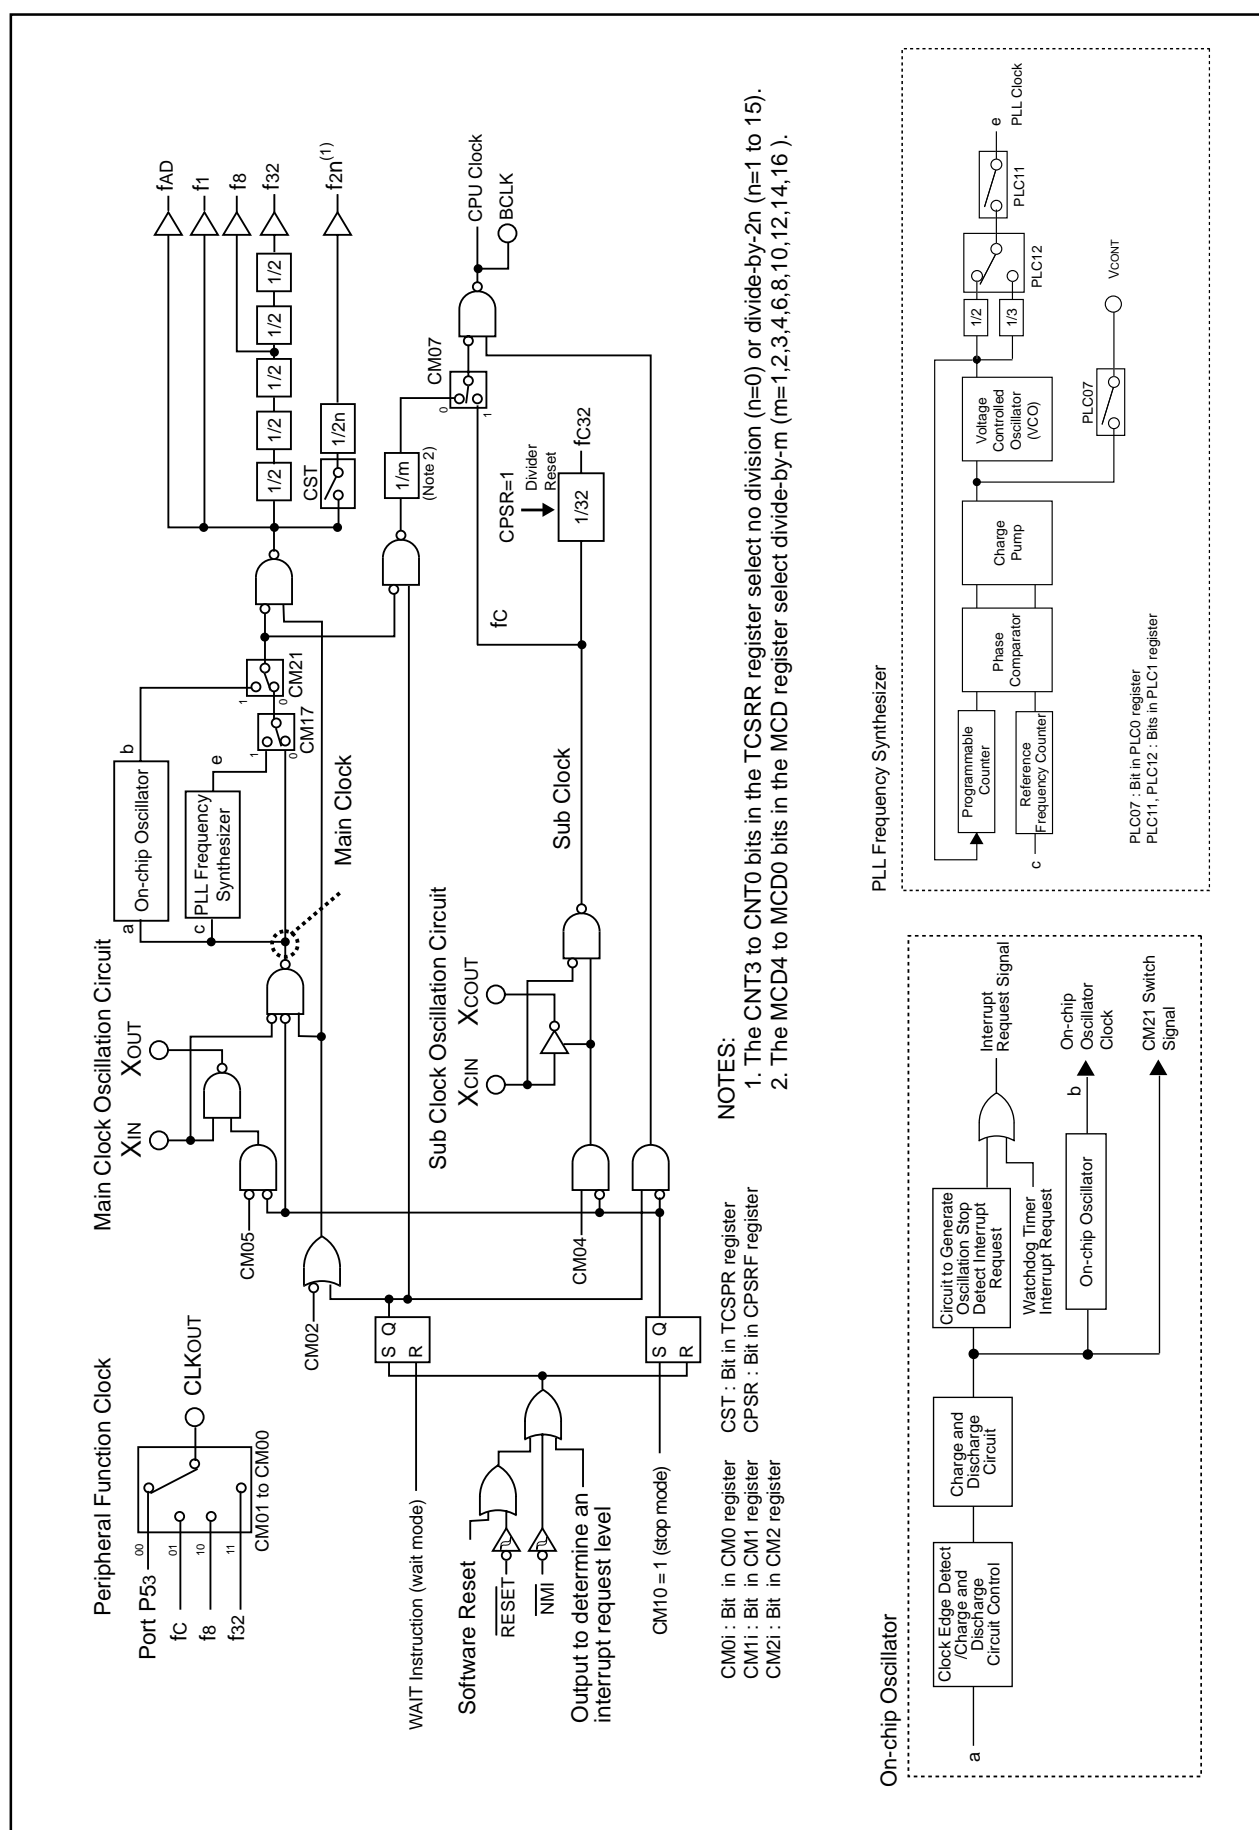 Peripheral Function Clock
Port P53
fC
f8
f32
00
01
10
11
CLKOUT
CM01 to CM00
Main Clock Oscillation Circuit
XIN
XOUT
CM05
CM02
WAIT Instruction (wait mode)
S Q
R
Software Reset
RESET
NMI
Output to determine an
interrupt request level
CM10 = 1 (stop mode)
S Q
R
CM04
Sub Clock Oscillation Circuit
XCIN
XCOUT
Sub Clock
a
On-chip Oscillator
b
c
PLL Frequency
Synthesizer
e
Main Clock
1
0
CM17
1
0
CM21
1/2
1/2
1/2
1/2
1/2
CST
1/2n
fAD
f1
f8
f32
f2n(1)
1/m
(Note 2)
CM07
0
1
CPU Clock
BCLK
fC
CPSR=1
Divider
Reset
1/32
fC32
CM0i : Bit in CM0 register
CM1i : Bit in CM1 register
CM2i : Bit in CM2 register
CST : Bit in TCSPR register
CPSR : Bit in CPSRF register
NOTES:
1. The CNT3 to CNT0 bits in the TCSRR register select no division (n=0) or divide-by-2n (n=1 to 15).
2. The MCD4 to MCD0 bits in the MCD register select divide-by-m (m=1,2,3,4,6,8,10,12,14,16 ).
On-chip Oscillator
a
Clock Edge Detect
/Charge and
Discharge
Circuit Control
Charge and
Discharge
Circuit
Circuit to Generate
Oscillation Stop
Detect Interrupt
Request
Watchdog Timer
Interrupt Request
Interrupt
Request Signal
On-chip Oscillator
b
On-chip
Oscillator
Clock
CM21 Switch
Signal
PLL Frequency Synthesizer
c
Programmable
Counter
Reference
Frequency Counter
Phase
Comparator
Charge
Pump
Voltage
Controlled
Oscillator
(VCO)
1/2
1/3
PLC12
PLC11
e
PLL Clock
PLC07
VCONT
PLC07 : Bit in PLC0 register
PLC11, PLC12 : Bits in PLC1 register